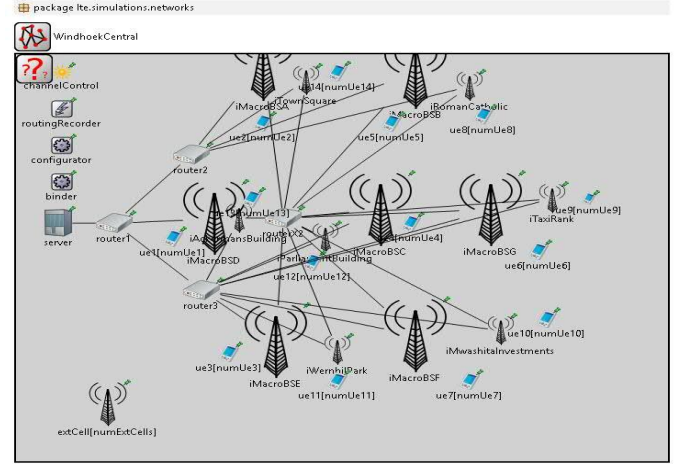 package lte.simulations.networks
WindhoekCentral
???
channelControl
routingRecorder
configurator
binder
server
router1
router2
router3
routerX2
iMacroBSA
iTownSquare
ue14[numUe14]
ue2[numUe2]
iMacroBSB
ue5[numUe5]
iRomanCatholic
ue8[numUe8]
ue13[numUe13]
ue1[numUe1]
iMacroBSD
iParliamentBuilding
ue12[numUe12]
iMacroBSC
iMacroBSG
iTaxiRank
ue9[numUe9]
ue6[numUe6]
ue3[numUe3]
iMacroBSE
iWernhilPark
ue11[numUe11]
iMacroBSF
ue7[numUe7]
ue10[numUe10]
iMwashitaInvestments
extCell[numExtCells]